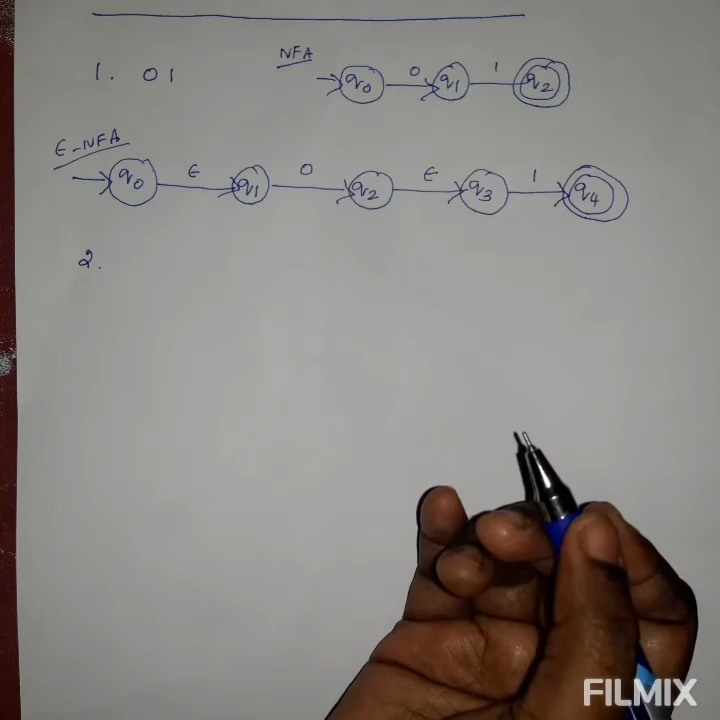 1. 01 NFA q0 0 q1 1 q2
ε-NFA
q0 ε q1 0 q2 ε q3 1 q4
2.
FILMIX